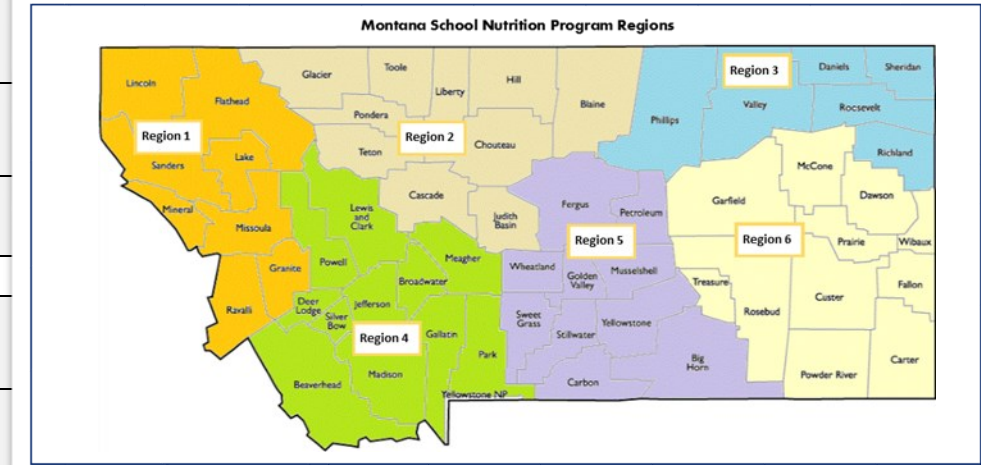 Montana School Nutrition Program Regions
Lincoln
Flathead
Glacier
Toole
Liberty
Hill
Blaine
Phillips
Region 3
Daniels
Sheridan
Valley
Roosevelt
Richland
Region 1
Sanders
Lake
Mineral
Missoula
Granite
Ravalli
Pondera
Teton
Region 2
Chouteau
Cascade
Judith
Basin
Lewis
and
Clark
Powell
Meagher
Broadwater
Deer
Lodge
Silver
Bow
Jefferson
Region 4
Gallatin
Park
Madison
Beaverhead
Yellowstone NP
Fergus
Petroleum
Region 5
Wheatland
Golden
Valley
Musselshell
Sweet
Grass
Stillwater
Yellowstone
Carbon
Big
Horn
McCone
Garfield
Dawson
Region 6
Prairie
Wibaux
Treasure
Rosebud
Custer
Fallon
Powder River
Carter